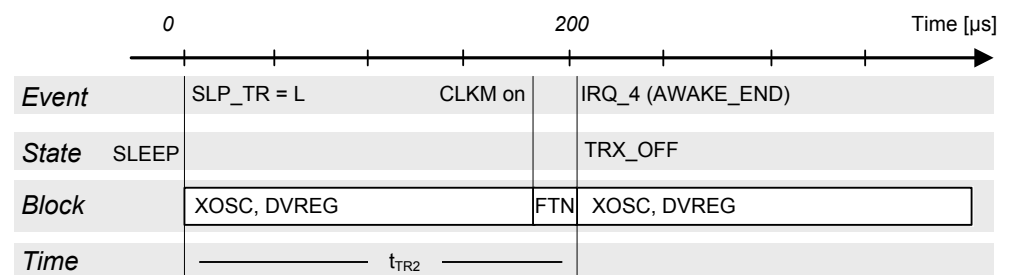 0 200 Time [µs]
Event SLP_TR = L CLKM on IRQ_4 (AWAKE_END)
State SLEEP TRX_OFF
Block XOSC, DVREG FTN XOSC, DVREG
Time tTR2